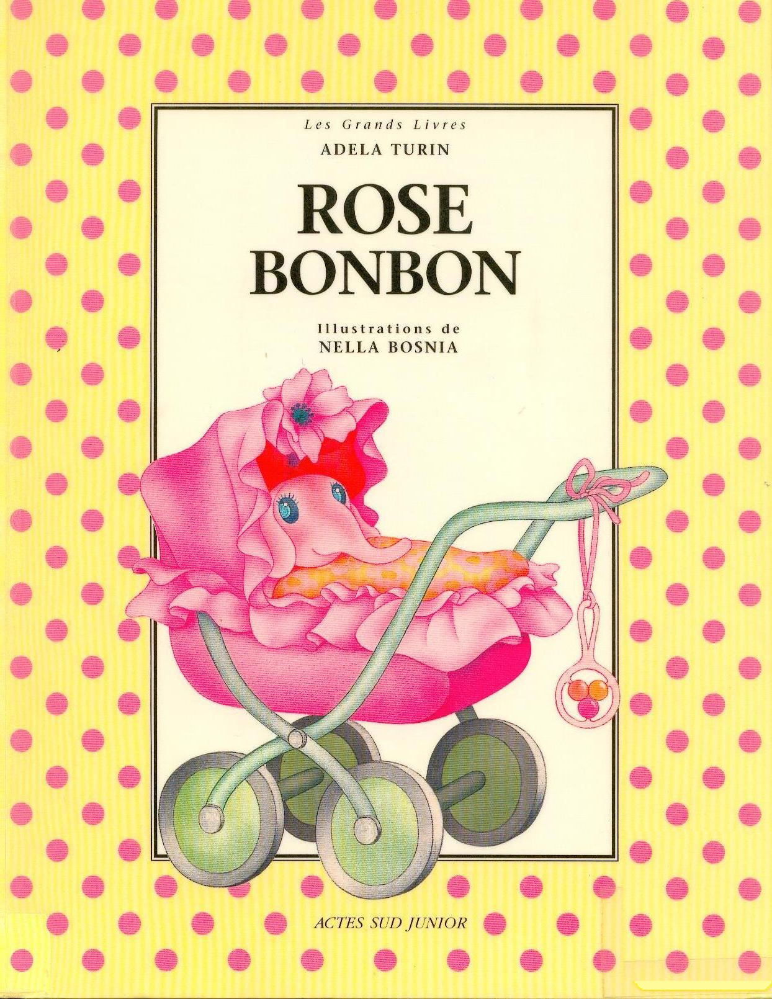 Les Grands Livres
ADELA TURIN
ROSE
BONBON
Illustrations de
NELLA BOSNIA
ACTES SUD JUNIOR